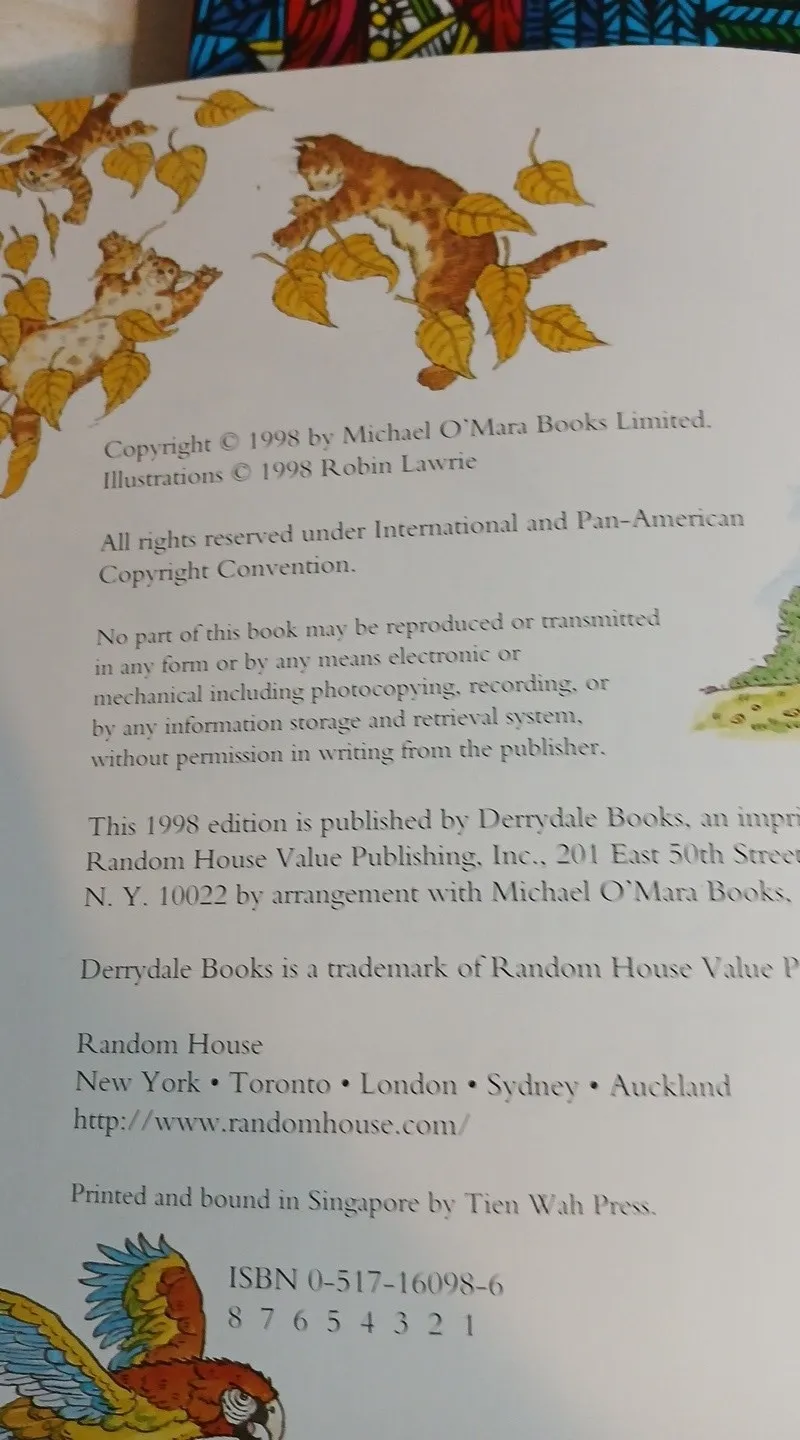 Copyright © 1998 by Michael O'Mara Books Limited.
Illustrations © 1998 Robin Lawrie
All rights reserved under International and Pan-American
Copyright Convention.
No part of this book may be reproduced or transmitted
in any form or by any means electronic or
mechanical including photocopying, recording, or
by any information storage and retrieval system,
without permission in writing from the publisher.
This 1998 edition is published by Derrydale Books, an
Random House Value Publishing, Inc., 201 East 50th Street
N. Y. 10022 by arrangement with Michael O'Mara Books,
Derrydale Books is a trademark of Random House Value
Random House
New York • Toronto • London • Sydney • Auckland
http://www.randomhouse.com/
Printed and bound in Singapore by Tien Wah Press.
ISBN 0-517-16098-6
8 7 6 5 4 3 2 1